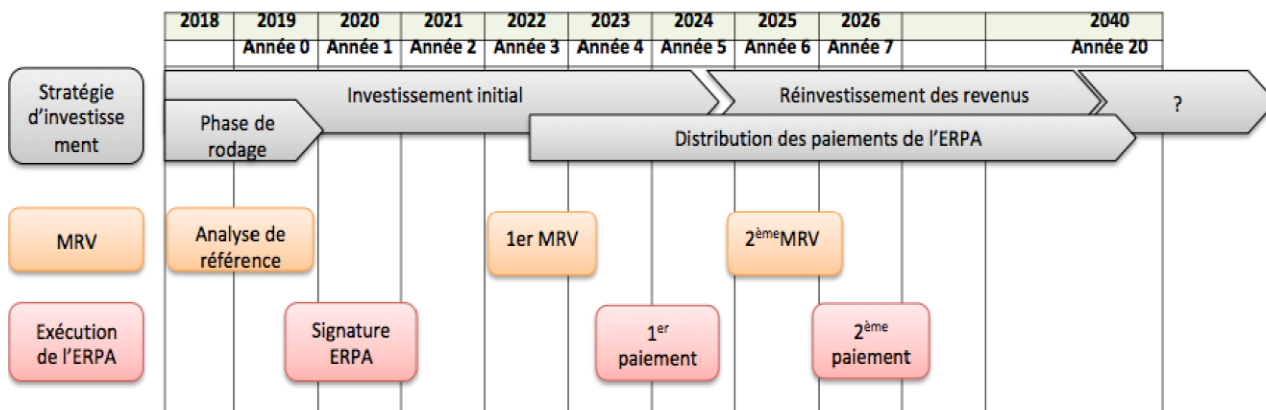 2018 2019 2020 2021 2022 2023 2024 2025 2026 2040
Année 0 Année 1 Année 2 Année 3 Année 4 Année 5 Année 6 Année 7 Année 20
Stratégie
d'investisse
ment
Investissement initial
Réinvestissement des revenus
?
Phase de
rodage
Distribution des paiements de l'ERPA
MRV
Analyse de
référence
1er MRV
2èmeMRV
Exécution
de l'ERPA
Signature
ERPA
1er
paiement
2ème
paiement